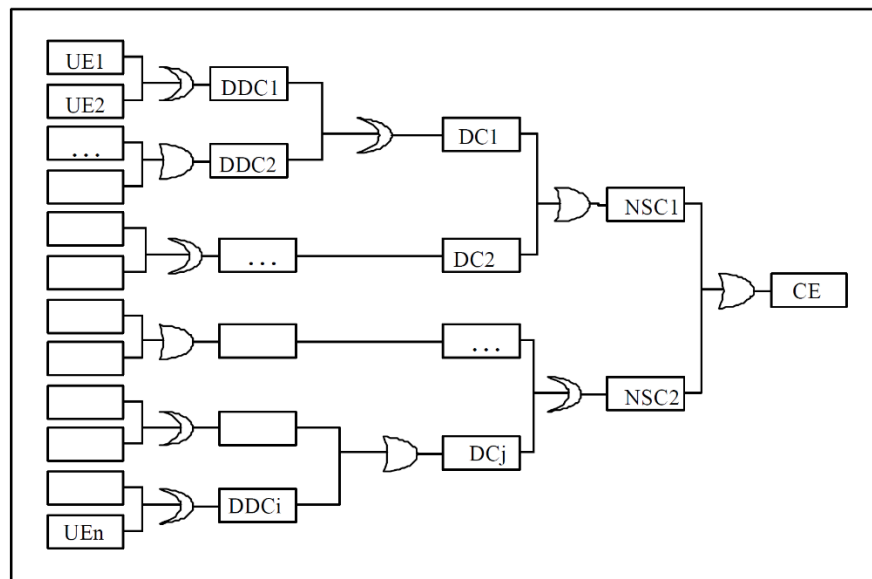 UE1
UE2
...
UEn
DDC1
DDC2
...
DDCi
DC1
DC2
...
DCj
NSC1
NSC2
CE